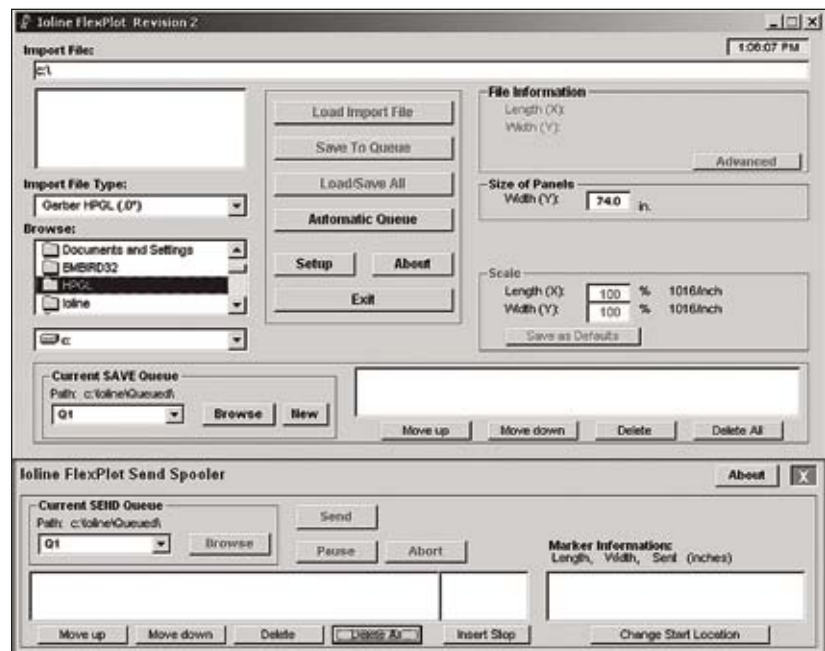 Ioline FlexPlot Revision 2
1:06:07 PM
Import File:
c:\
Load Import File
Save To Queue
Load/Save All
Automatic Queue
Setup
About
Exit
File Information
Length (X):
Width (Y):
Advanced
Import File Type:
Gerber HPGL (.0*)
Size of Panels
Width (Y): 74.0 in.
Browse:
Documents and Settings
EMBIRD32
HPGL
Ioline
c:
Scale
Length (X): 100 % 1016/inch
Width (Y): 100 % 1016/inch
Save as Defaults
Current SAVE Queue
Path: c:\Ioline\Queued\
Q1
Browse
New
Move up
Move down
Delete
Delete All
Ioline FlexPlot Send Spooler
About
X
Current SEND Queue
Path: c:\Ioline\Queued\
Q1
Browse
Send
Pause
Abort
Marker Information:
Length, Width, Sent (inches)
Move up
Move down
Delete
Delete All
Insert Stop
Change Start Location